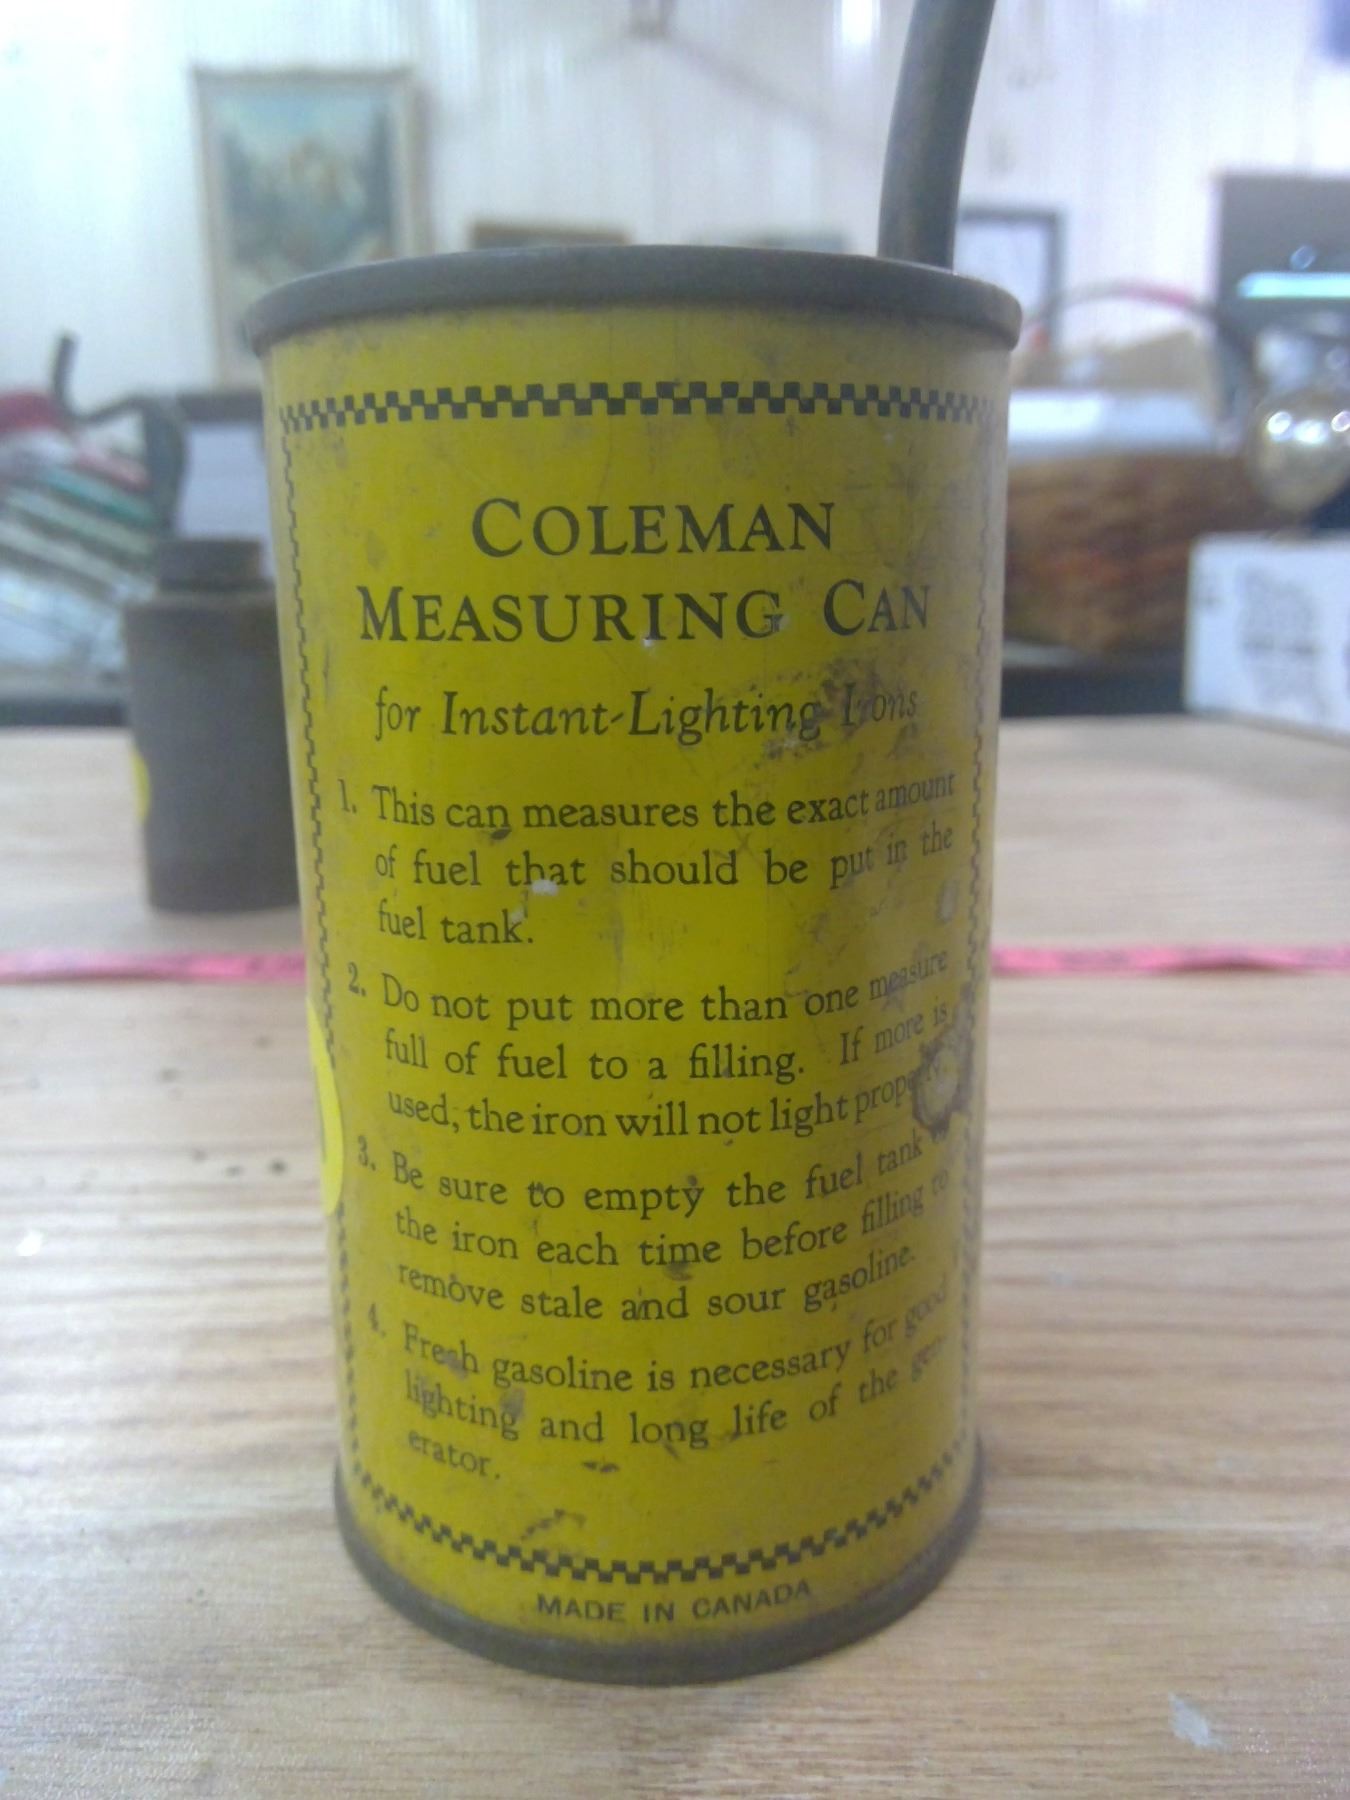 COLEMAN
MEASURING CAN
for Instant-Lighting Irons
1. This can measures the exact amount
of fuel that should be put in the
fuel tank.
2. Do not put more than one measure
full of fuel to a filling. If more is
used, the iron will not light properly.
3. Be sure to empty the fuel tank
the iron each time before filling to
remove stale and sour gasoline.
4. Fresh gasoline is necessary for good
lighting and long life of the gen-
erator.
MADE IN CANADA